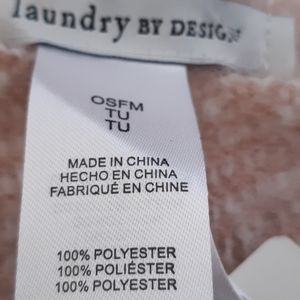 laundry BY DESIGN
OSFM
TU
TU
MADE IN CHINA
HECHO EN CHINA
FABRIQUÉ EN CHINE
100% POLYESTER
100% POLIÉSTER
100% POLYESTER